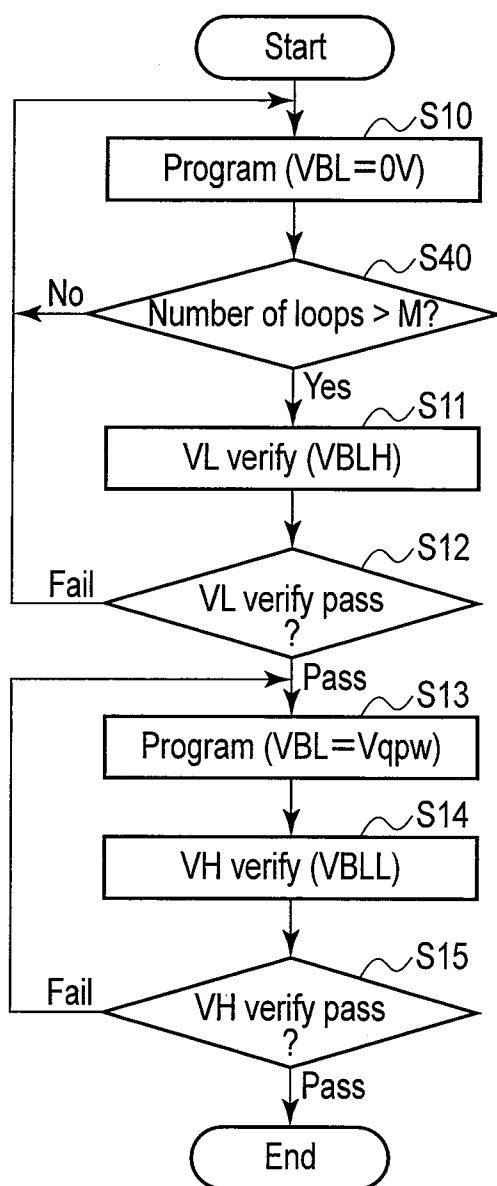 Start
S10
Program (VBL=0V)
S40
No
Number of loops > M?
Yes
S11
VL verify (VBLH)
S12
Fail
VL verify pass
?
Pass
S13
Program (VBL=Vqpw)
S14
VH verify (VBLL)
S15
Fail
VH verify pass
?
Pass
End